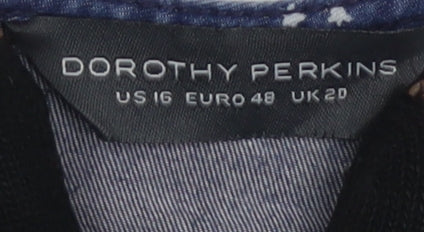 DOROTHY PERKINS
US 16 EURO 48 UK 20